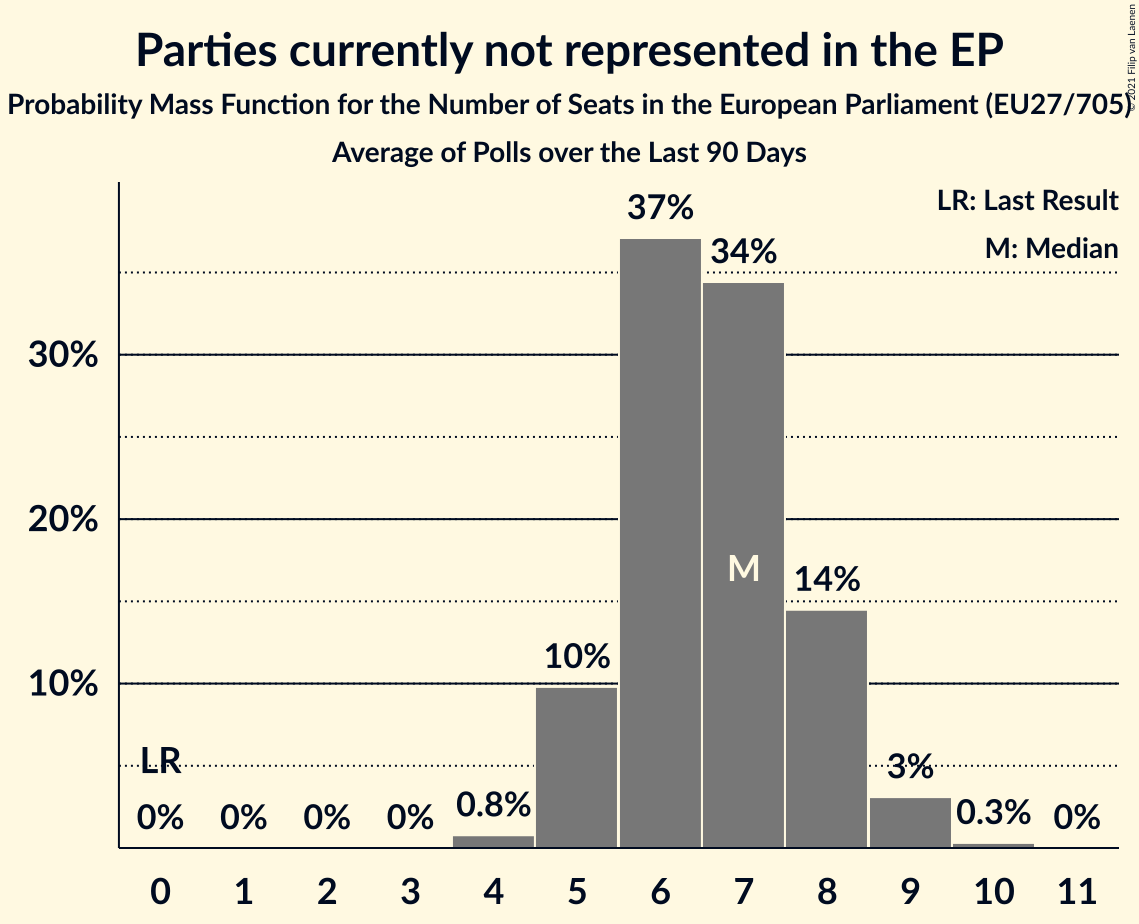 Parties currently not represented in the EP
Probability Mass Function for the Number of Seats in the European Parliament (EU27/705)
Average of Polls over the Last 90 Days
© 2021 Filip van Laenen
LR: Last Result
M: Median
37%
34%
30%
20%
M
14%
10%
10%
LR
3%
0%
0%
0%
0%
0.8%
0.3%
0%
0 1 2 3 4 5 6 7 8 9 10 11